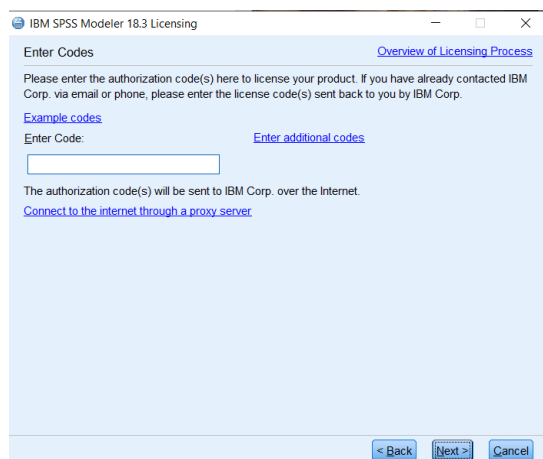 IBM SPSS Modeler 18.3 Licensing
Enter Codes
Overview of Licensing Process
Please enter the authorization code(s) here to license your product. If you have already contacted IBM
Corp. via email or phone, please enter the license code(s) sent back to you by IBM Corp.
Example codes
Enter Code:
Enter additional codes
The authorization code(s) will be sent to IBM Corp. over the Internet.
Connect to the internet through a proxy server
< Back
Next >
Cancel